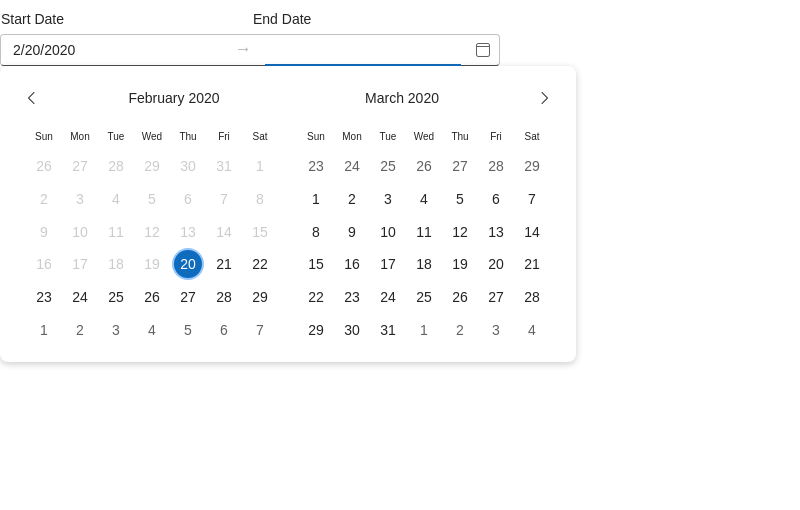 Start Date End Date
2/20/2020 →
February 2020 March 2020
Sun Mon Tue Wed Thu Fri Sat Sun Mon Tue Wed Thu Fri Sat
26 27 28 29 30 31 1 23 24 25 26 27 28 29
2 3 4 5 6 7 8 1 2 3 4 5 6 7
9 10 11 12 13 14 15 8 9 10 11 12 13 14
16 17 18 19 20 21 22 15 16 17 18 19 20 21
23 24 25 26 27 28 29 22 23 24 25 26 27 28
1 2 3 4 5 6 7 29 30 31 1 2 3 4